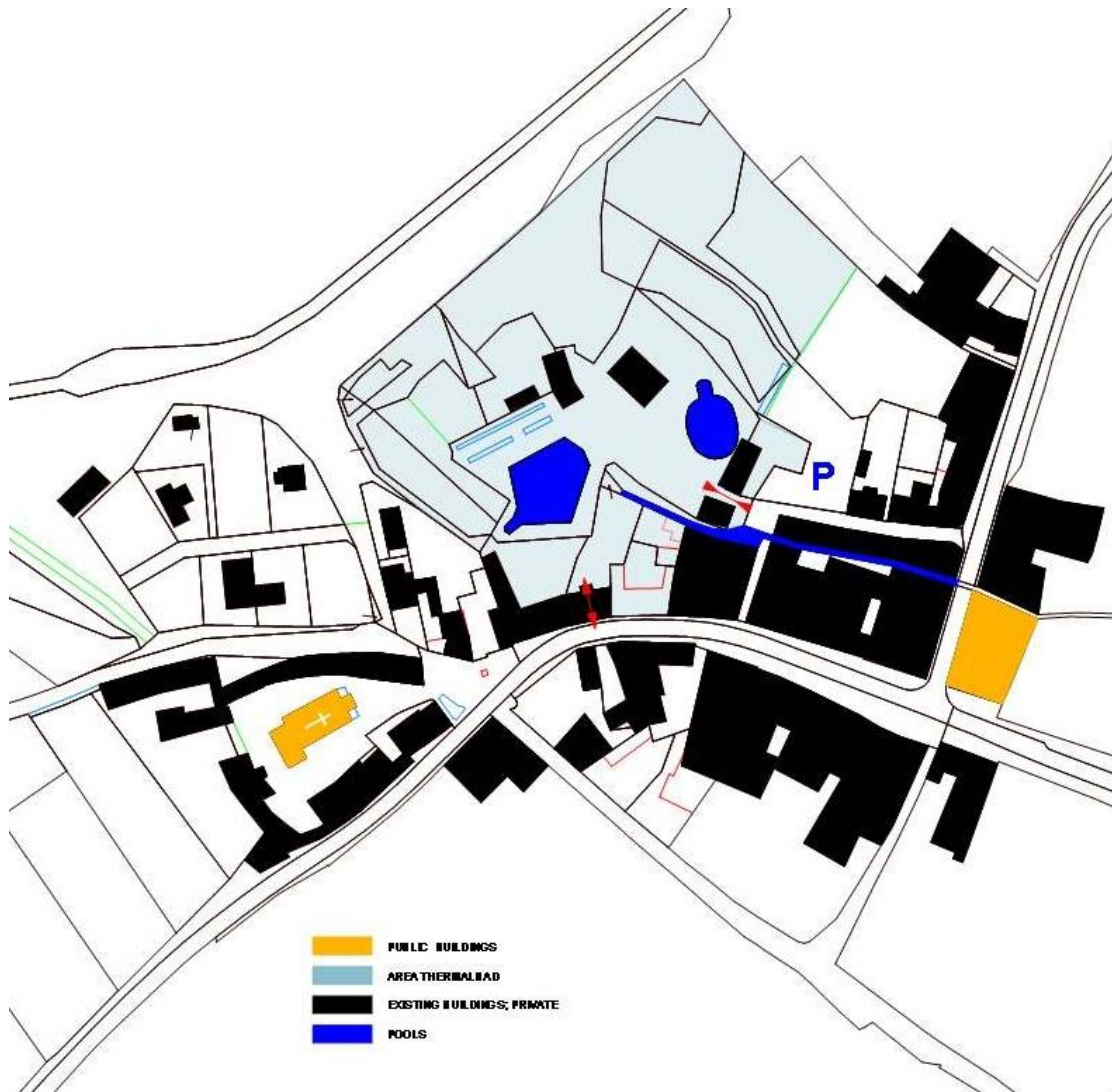 P
PUBLIC BUILDINGS
AREA THERMALBAD
EXISTING BUILDINGS; PRIVATE
POOLS